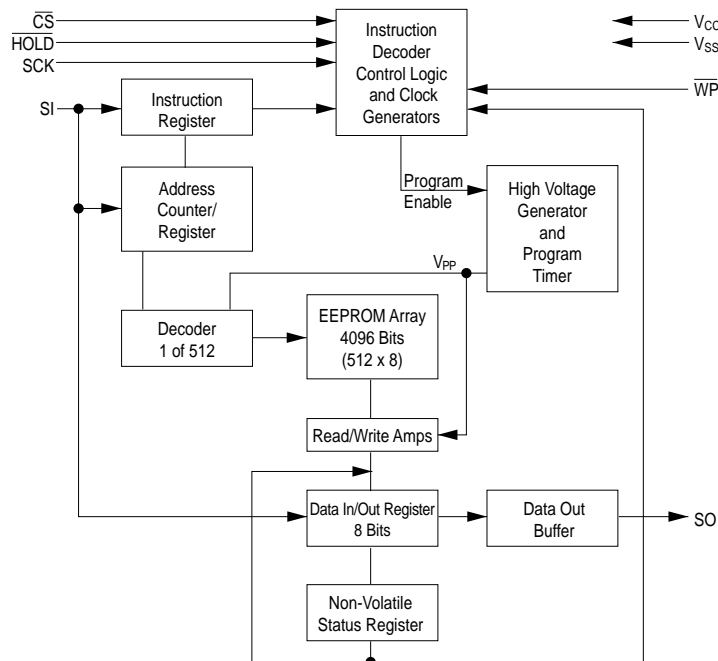 CS
HOLD
SCK
SI
Instruction
Register
Instruction
Decoder
Control Logic
and Clock
Generators
VCC
VSS
WP
Address
Counter/
Register
Program
Enable
High Voltage
Generator
and
Program
Timer
VPP
Decoder
1 of 512
EEPROM Array
4096 Bits
(512 x 8)
Read/Write Amps
Data In/Out Register
8 Bits
Data Out
Buffer
SO
Non-Volatile
Status Register